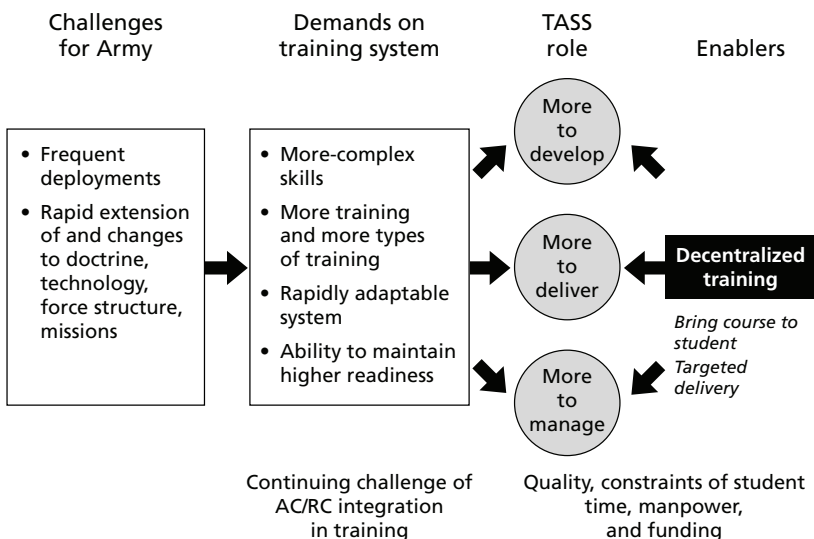 Challenges
for Army
Demands on
training system
TASS
role
Enablers
• Frequent
deployments
• Rapid extension
of and changes
to doctrine,
technology,
force structure,
missions
• More-complex
skills
• More training
and more types
of training
• Rapidly adaptable
system
• Ability to maintain
higher readiness
More
to
develop
More
to
deliver
More
to
manage
Decentralized
training
Bring course to
student
Targeted
delivery
Continuing challenge of
AC/RC integration
in training
Quality, constraints of student
time, manpower,
and funding